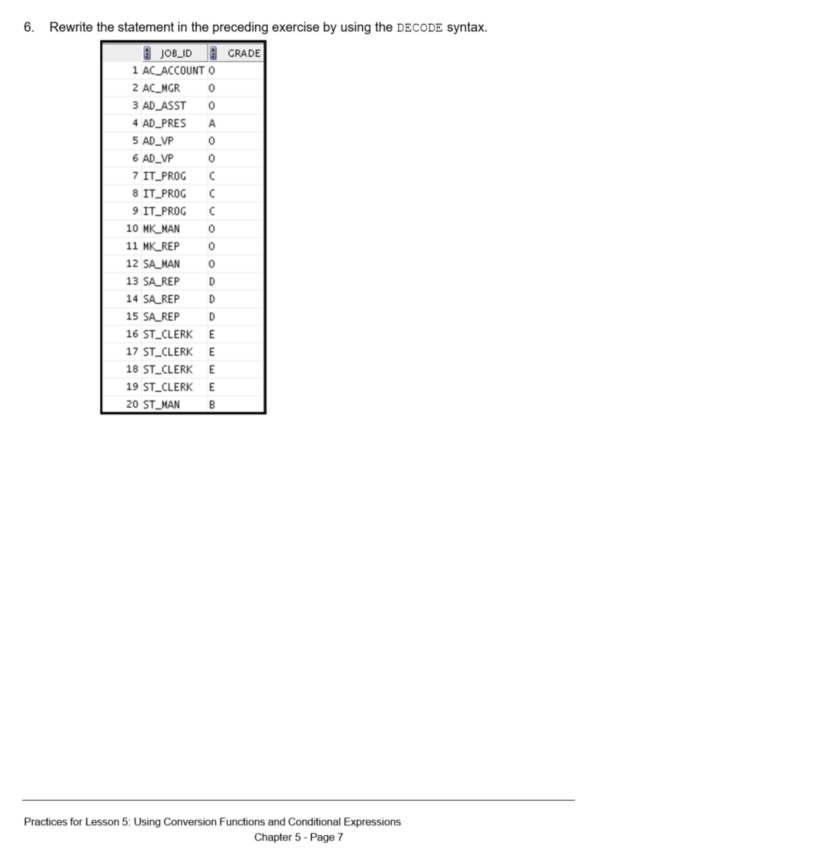 6. Rewrite the statement in the preceding exercise by using the DECODE syntax.
JOB_ID GRADE
1 AC_ACCOUNT 0
2 AC_MGR 0
3 AD_ASST 0
4 AD_PRES A
5 AD_VP 0
6 AD_VP 0
7 IT_PROG C
8 IT_PROG C
9 IT_PROG C
10 MK_MAN 0
11 MK_REP 0
12 SA_MAN 0
13 SA_REP D
14 SA_REP D
15 SA_REP D
16 ST_CLERK E
17 ST_CLERK E
18 ST_CLERK E
19 ST_CLERK E
20 ST_MAN B
Practices for Lesson 5: Using Conversion Functions and Conditional Expressions
Chapter 5 - Page 7